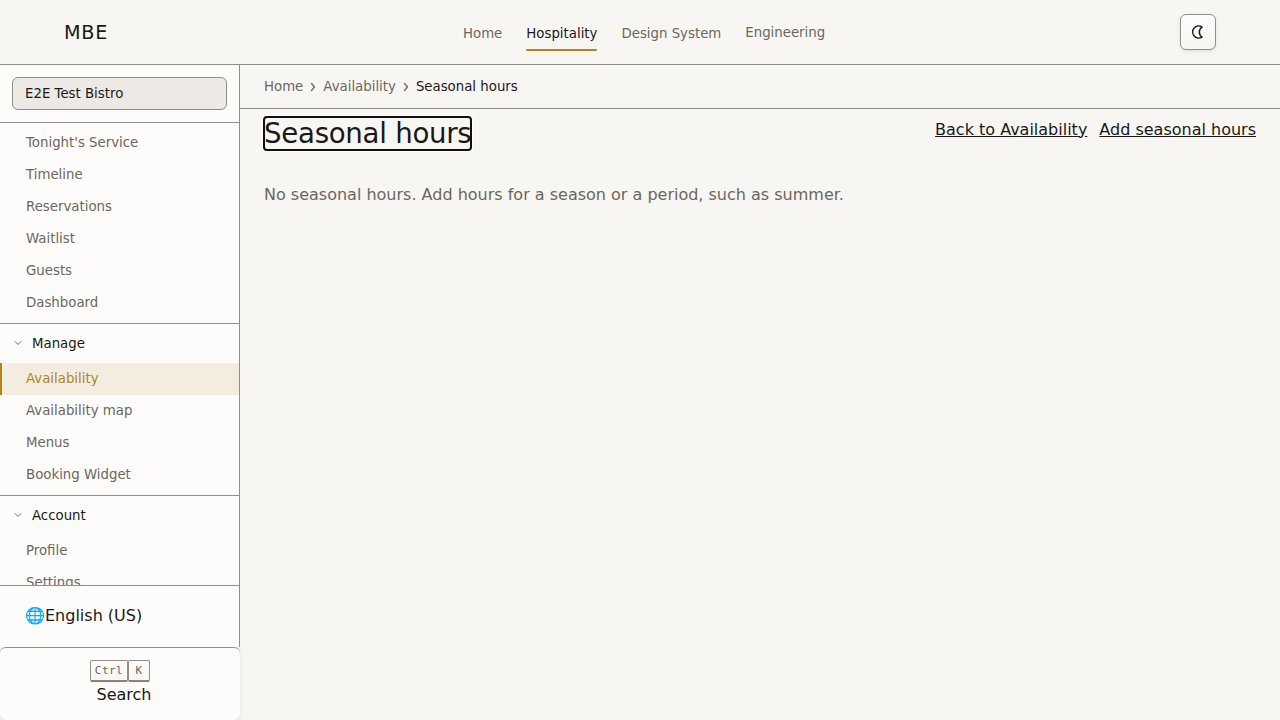 MBE
Home Hospitality Design System Engineering
E2E Test Bistro
Tonight's Service
Timeline
Reservations
Waitlist
Guests
Dashboard
Manage
Availability
Availability map
Menus
Booking Widget
Account
Profile
Settings
English (US)
Ctrl K
Search
Home Availability Seasonal hours
Seasonal hours
Back to Availability Add seasonal hours
No seasonal hours. Add hours for a season or a period, such as summer.